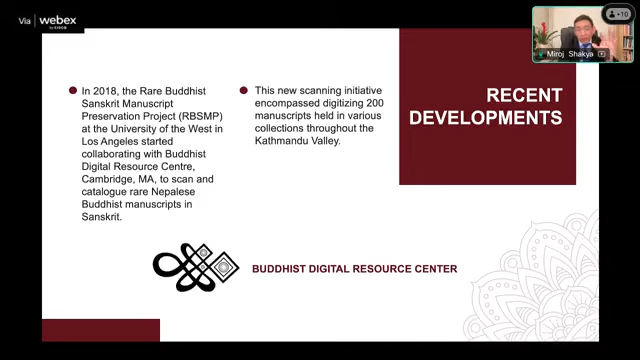 Via webex
by CISCO
+10
Miroj Shakya
RECENT
DEVELOPMENTS
In 2018, the Rare Buddhist
Sanskrit Manuscript
Preservation Project (RBSMP)
at the University of the West in
Los Angeles started
collaborating with Buddhist
Digital Resource Centre,
Cambridge, MA, to scan and
catalogue rare Nepalese
Buddhist manuscripts in
Sanskrit.
This new scanning initiative
encompassed digitizing 200
manuscripts held in various
collections throughout the
Kathmandu Valley.
BUDDHIST DIGITAL RESOURCE CENTER